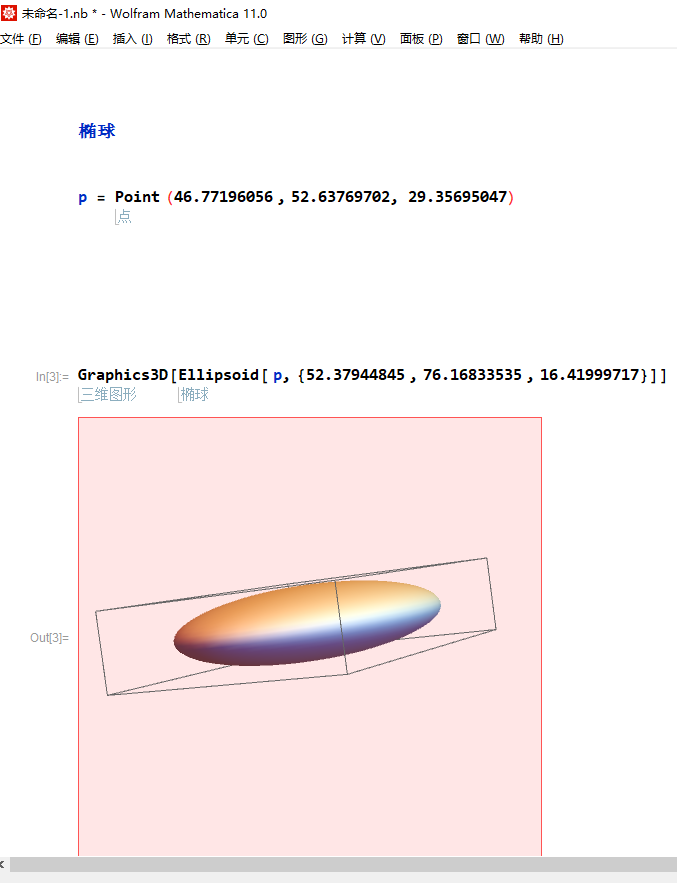 未命名-1.nb * - Wolfram Mathematica 11.0
文件 (F) 编辑 (E) 插入 (I) 格式 (R) 单元 (C) 图形 (G) 计算 (V) 面板 (P) 窗口 (W) 帮助 (H)
椭球
p = Point (46.77196056 , 52.63769702, 29.35695047)
点
In[3]:= Graphics3D[Ellipsoid[ p, {52.37944845 , 76.16833535 , 16.41999717}]]
三维图形 椭球
Out[3]=